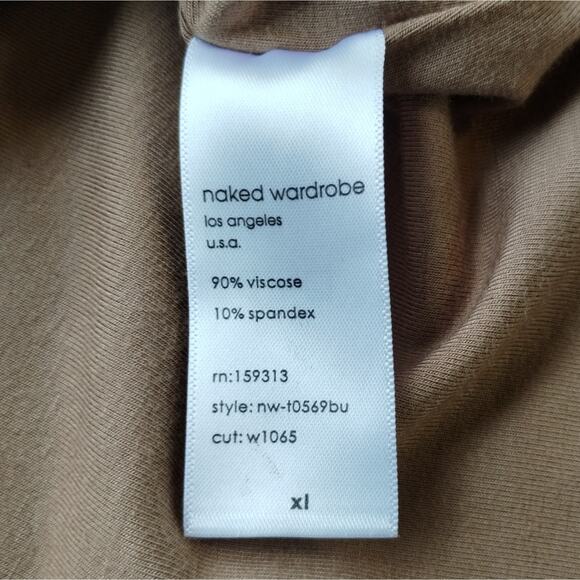 naked wardrobe
los angeles
u.s.a.
90% viscose
10% spandex
rn:159313
style: nw-t0569bu
cut: w1065
xl